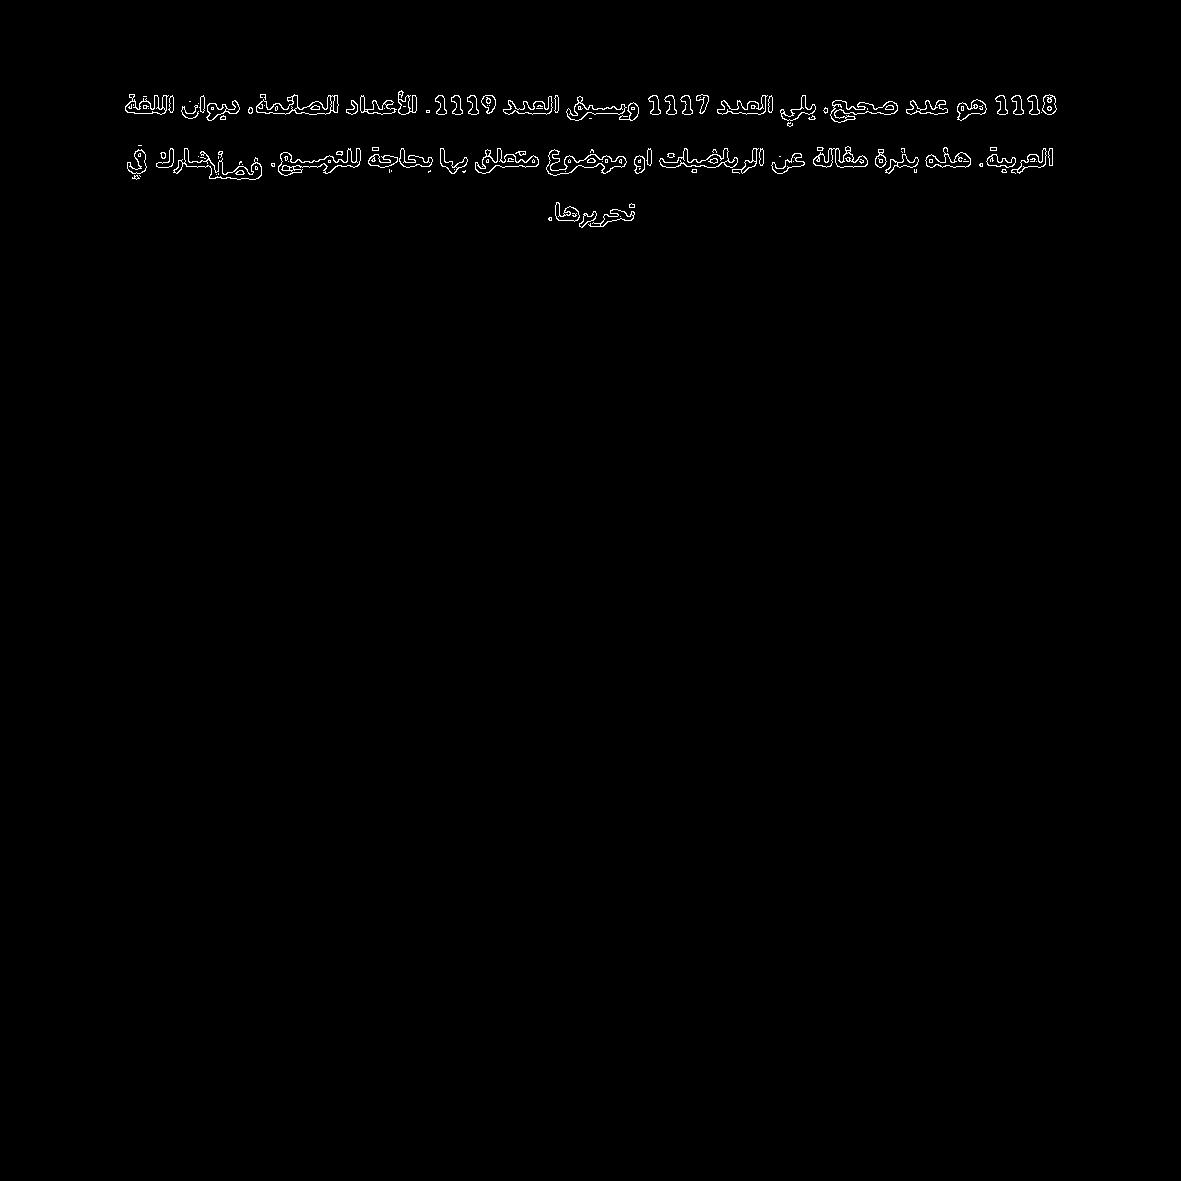 1118 هو عدد صحيح، يلي العدد 1117 ويسبق العدد 1119. الأعداد الصائمة، ديوان اللغة
العربية. هذه بذرة مقالة عن الرياضيات او موضوع متعلق بها بحاجة للتوسيع. فضلاً شارك في
تحريرها.